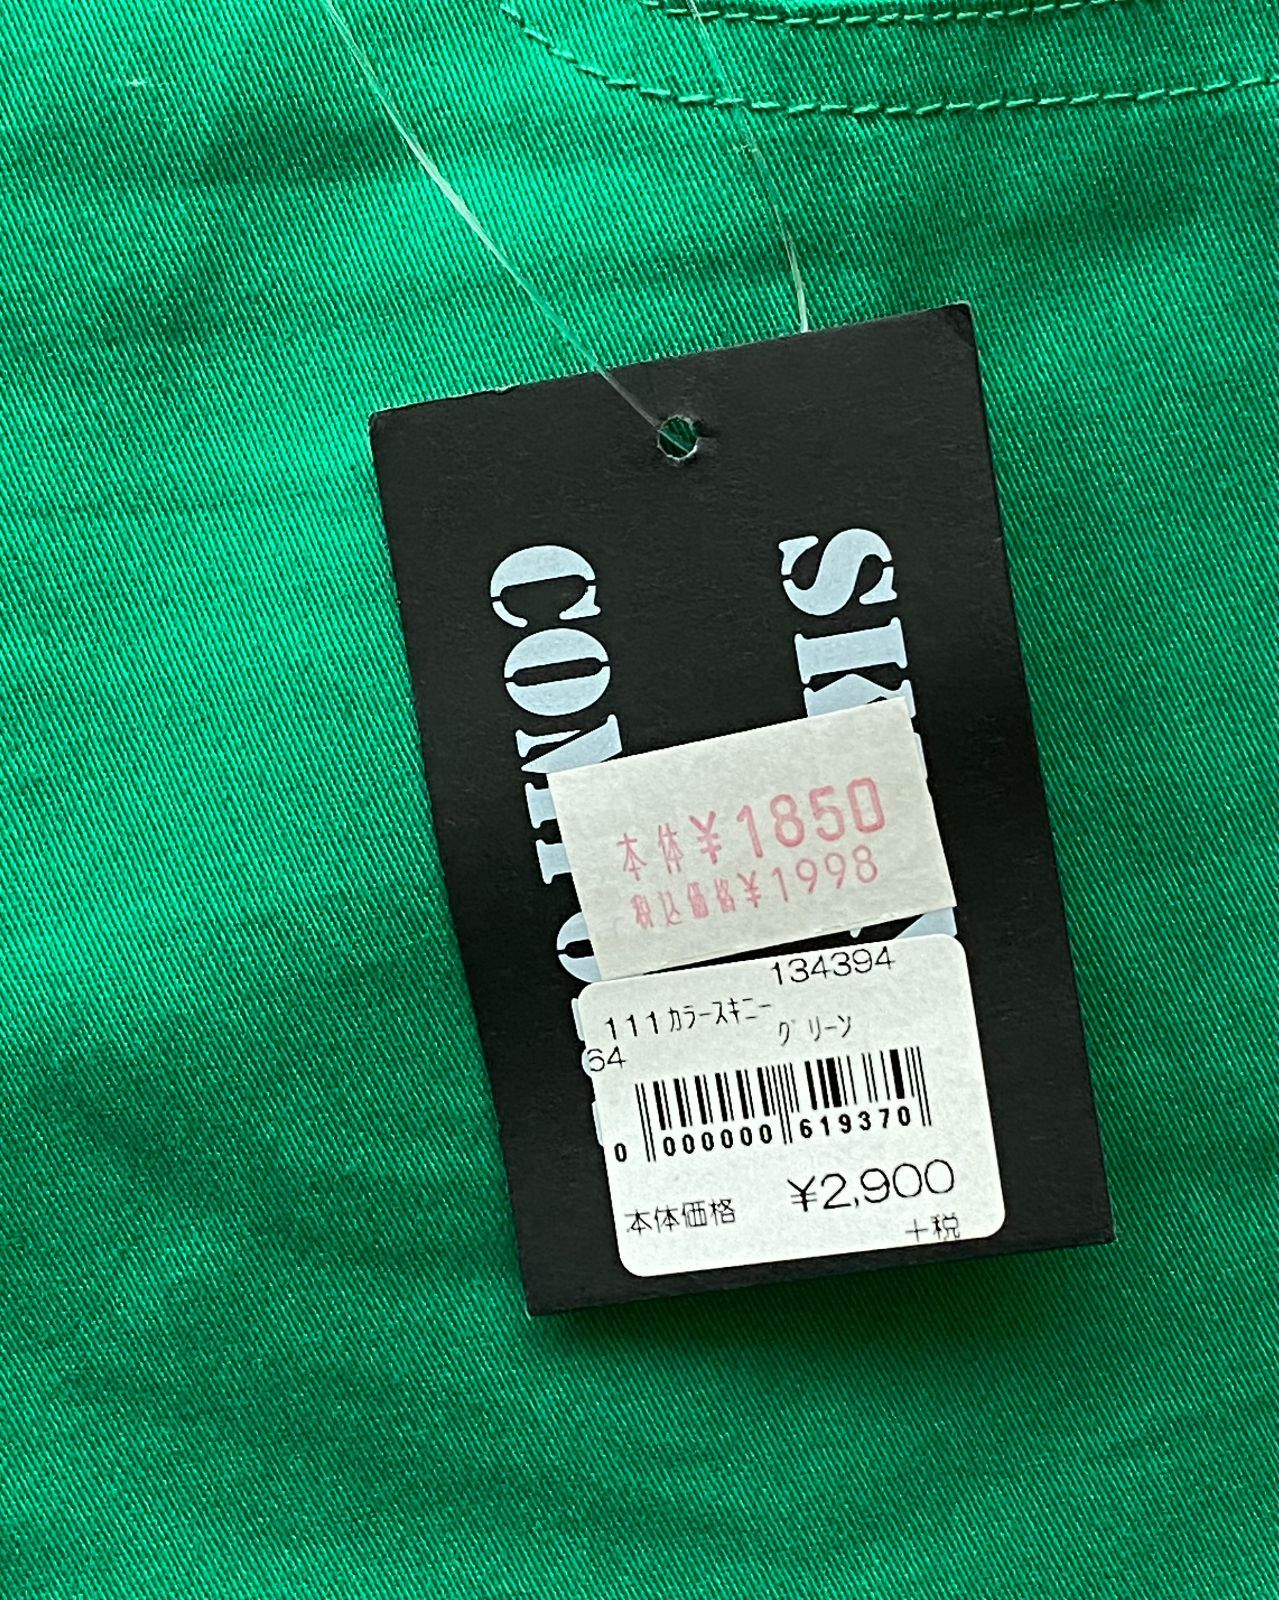 本体¥1850
税込価格¥1998
134394
111カラースキニー
グリーン
64
0 000000 619370
本体価格 ¥2,900
+税